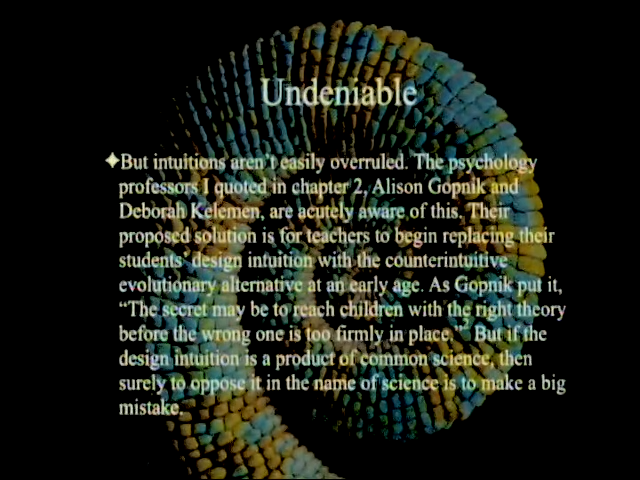 Undeniable
But intuitions aren't easily overruled. The psychology
professors I quoted in chapter 2, Alison Gopnik and
Deborah Kelemen, are acutely aware of this. Their
proposed solution is for teachers to begin replacing their
students' design intuition with the counterintuitive
evolutionary alternative at an early age. As Gopnik put it,
“The secret may be to reach children with the right theory
before the wrong one is too firmly in place.”2 But if the
design intuition is a product of common science, then
surely to oppose it in the name of science is to make a big
mistake.